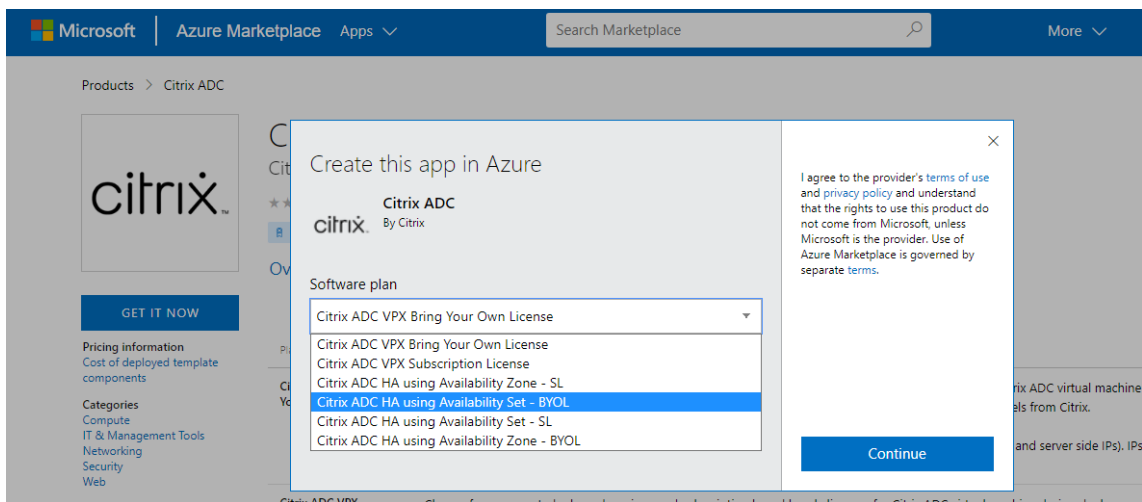 Microsoft
Azure Marketplace
Apps
Search Marketplace
More
Products > Citrix ADC
citrix™
GET IT NOW
Pricing information
Cost of deployed template
components
Categories
Compute
IT & Management Tools
Networking
Security
Web
Create this app in Azure
citrix.
Citrix ADC
By Citrix
Software plan
Citrix ADC VPX Bring Your Own License
Citrix ADC VPX Bring Your Own License
Citrix ADC VPX Subscription License
Citrix ADC HA using Availability Zone - SL
Citrix ADC HA using Availability Set - BYOL
Citrix ADC HA using Availability Set - SL
Citrix ADC HA using Availability Zone - BYOL
I agree to the provider's terms of use
and privacy policy and understand
that the rights to use this product do
not come from Microsoft, unless
Microsoft is the provider. Use of
Azure Marketplace is governed by
separate terms.
Continue
ADC virtual machine
from Citrix.
and server side IPs). IPs